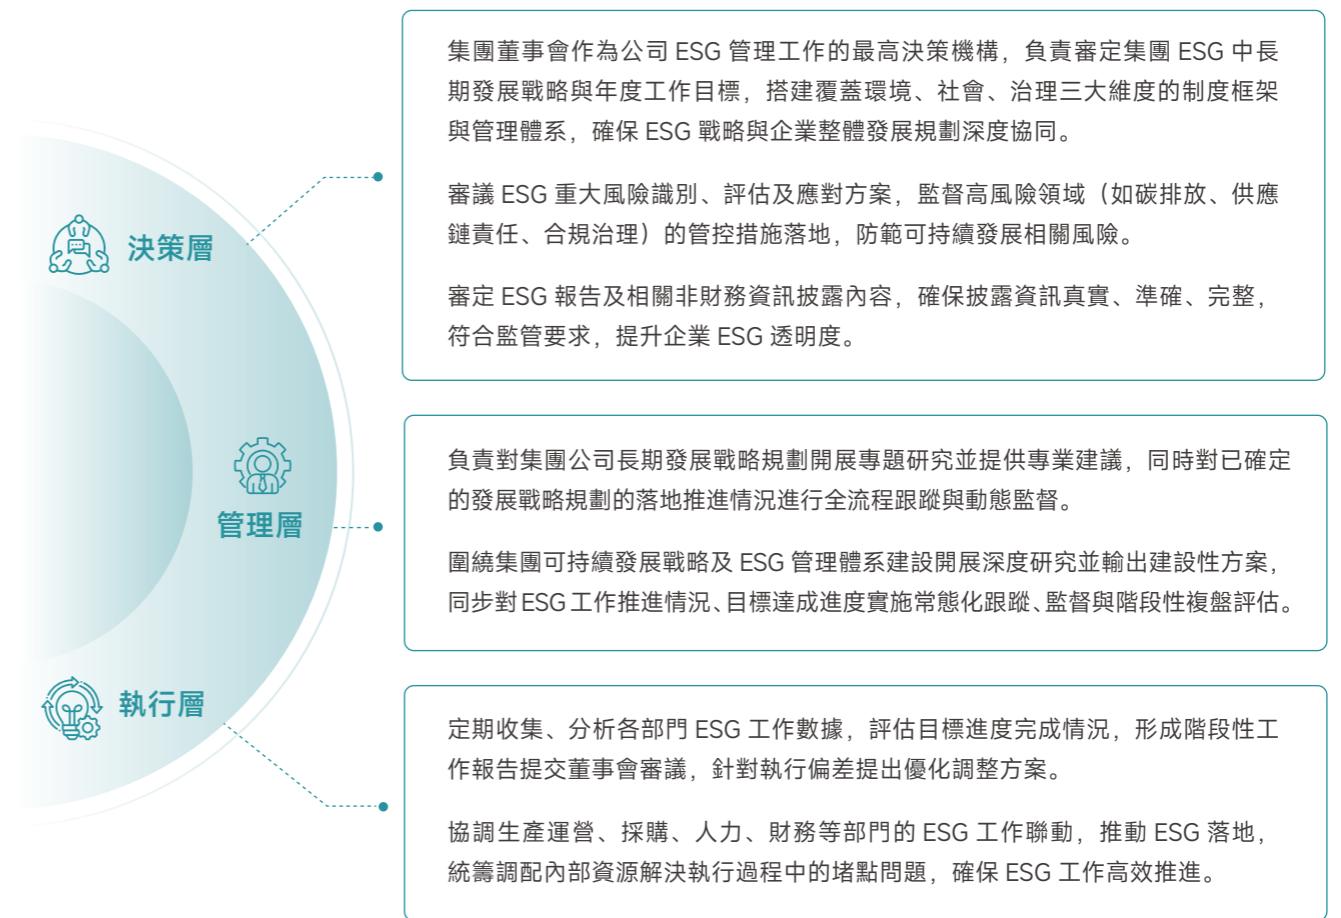 決策層
集團董事會作為公司 ESG 管理工作的最高決策機構，負責審定集團 ESG 中長
期發展戰略與年度工作目標，搭建覆蓋環境、社會、治理三大維度的制度框架
與管理體系，確保 ESG 戰略與企業整體發展規劃深度協同。
審議 ESG 重大風險識別、評估及應對方案，監督高風險領域（如碳排放、供應
鏈責任、合規治理）的管控措施落地，防範可持續發展相關風險。
審定 ESG 報告及相關非財務資訊披露內容，確保披露資訊真實、準確、完整，
符合監管要求，提升企業 ESG 透明度。
管理層
負責對集團公司長期發展戰略規劃開展專題研究並提供專業建議，同時對已確定
的發展戰略規劃的落地推進情況進行全流程跟蹤與動態監督。
圍繞集團可持續發展戰略及 ESG 管理體系建設開展深度研究並輸出建設性方案，
同步對 ESG 工作推進情況、目標達成進度實施常態化跟蹤、監督與階段性複盤評估。
執行層
定期收集、分析各部門 ESG 工作數據，評估目標進度完成情況，形成階段性工
作報告提交董事會審議，針對執行偏差提出優化調整方案。
協調生產運營、採購、人力、財務等部門的 ESG 工作聯動，推動 ESG 落地，
統籌調配內部資源解決執行過程中的堵點問題，確保 ESG 工作高效推進。